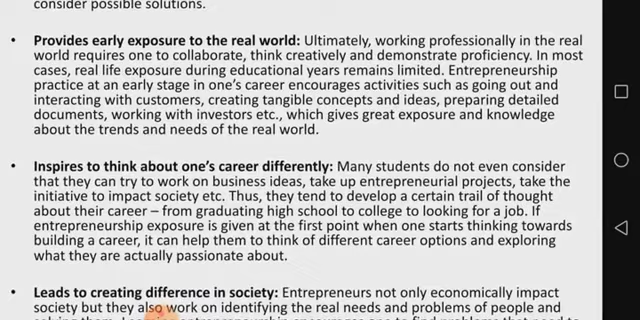 consider possible solutions.
• Provides early exposure to the real world: Ultimately, working professionally in the real
world requires one to collaborate, think creatively and demonstrate proficiency. In most
cases, real life exposure during educational years remains limited. Entrepreneurship
practice at an early stage in one's career encourages activities such as going out and
interacting with customers, creating tangible concepts and ideas, preparing detailed
documents, working with investors etc., which gives great exposure and knowledge
about the trends and needs of the real world.
• Inspires to think about one's career differently: Many students do not even consider
that they can try to work on business ideas, take up entrepreneurial projects, take the
initiative to impact society etc. Thus, they tend to develop a certain trail of thought
about their career – from graduating high school to college to looking for a job. If
entrepreneurship exposure is given at the first point when one starts thinking towards
building a career, it can help them to think of different career options and exploring
what they are actually passionate about.
• Leads to creating difference in society: Entrepreneurs not only economically impact
society but they also work on identifying the real needs and problems of people and